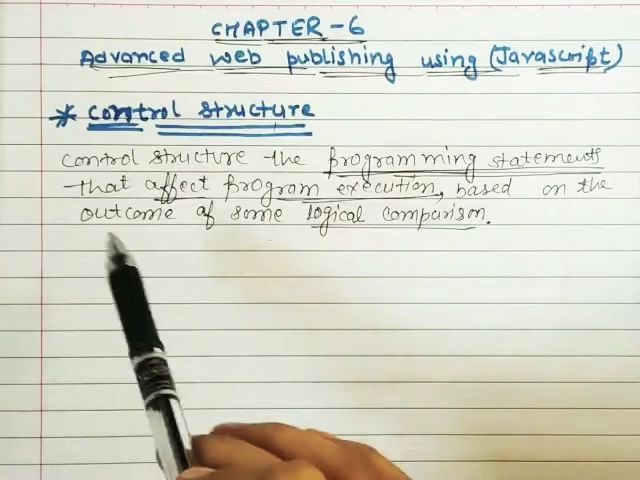 CHAPTER - 6
Advanced web publishing using (Javascript)
* control structure
control structure the programming statements
that affect program execution, based on the
outcome of some logical comparison.